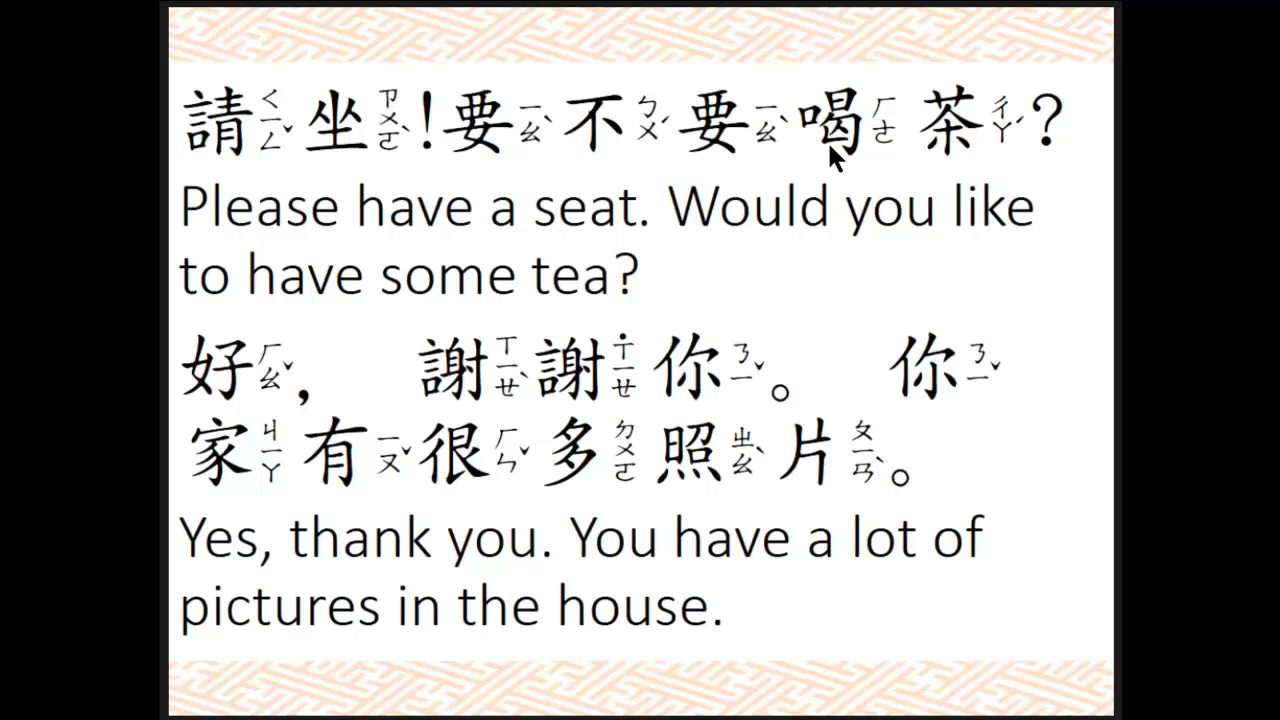 請ㄑㄧㄥˇ坐ㄗㄨㄛˋ!要ㄧㄠˋ不ㄅㄨˊ要ㄧㄠˋ喝ㄏㄜ茶ㄔㄚˊ?
Please have a seat. Would you like
to have some tea?
好ㄏㄠˇ, 謝ㄒㄧㄝˋ謝˙ㄒㄧㄝ你ㄋㄧˇ。 你ㄋㄧˇ
家ㄐㄧㄚ有ㄧㄡˇ很ㄏㄣˇ多ㄉㄨㄛ照ㄓㄠˋ片ㄆㄧㄢˋ。
Yes, thank you. You have a lot of
pictures in the house.